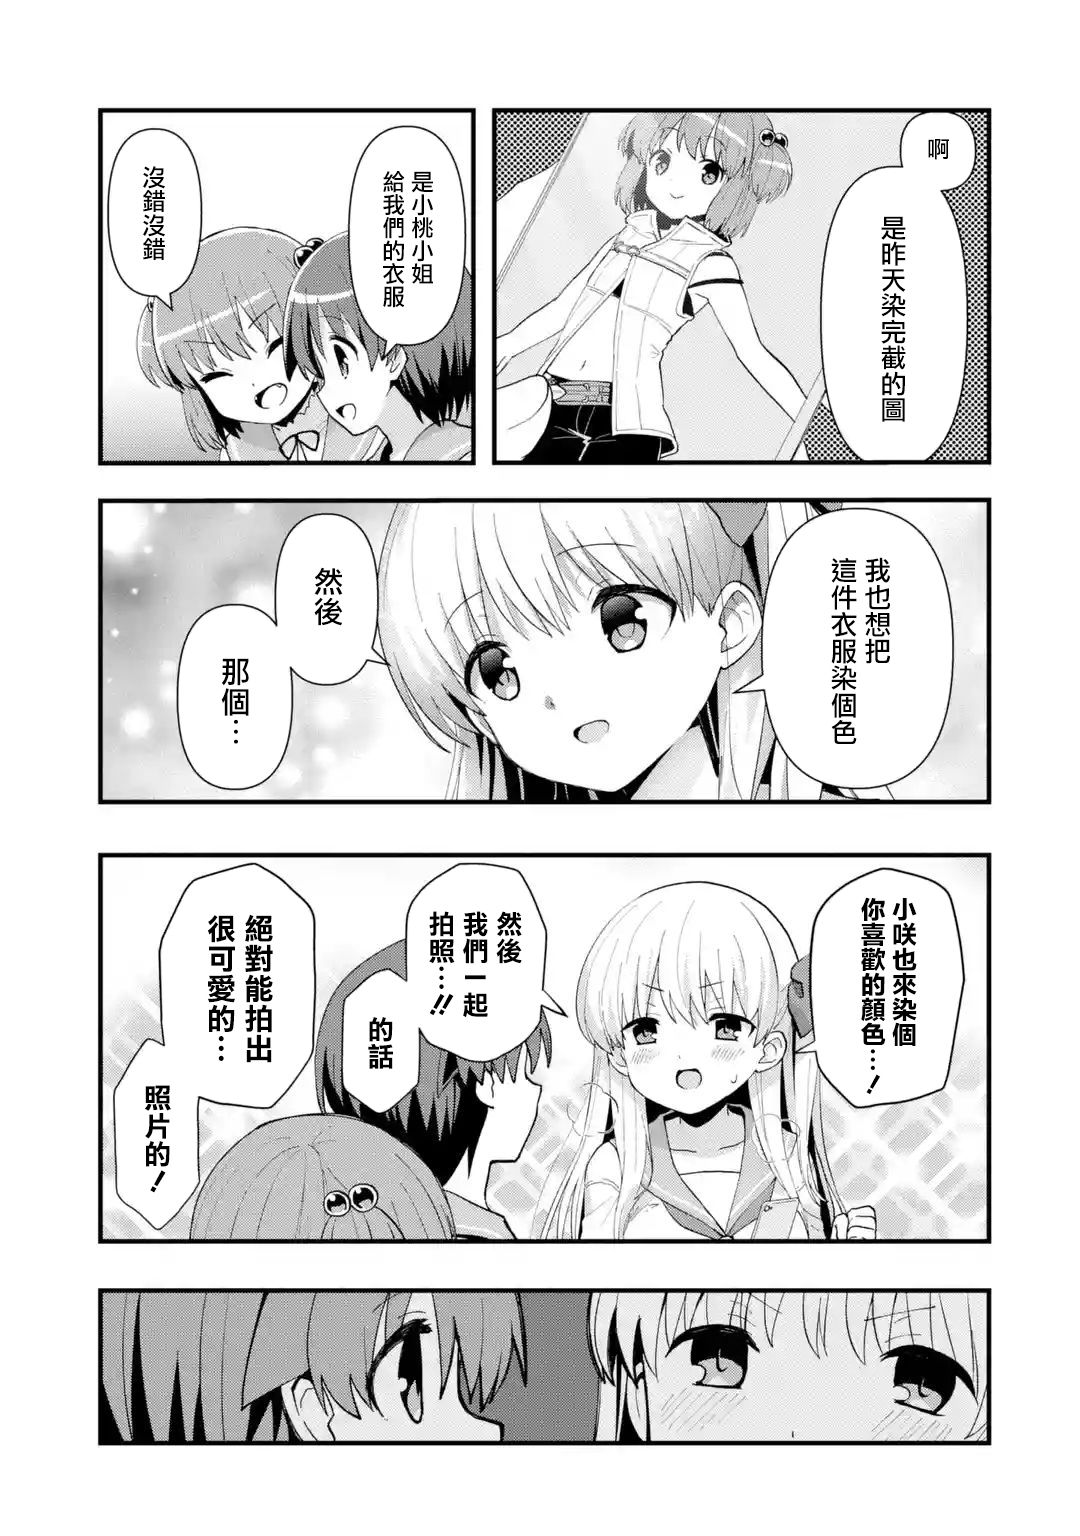 啊
是昨天染完截的圖
是小桃小姐
給我們的衣服
沒錯沒錯
我也想把
這件衣服染個色
然後
那個…
小咲也來染個
你喜歡的顏色…！
然後
我們一起
拍照…!!
的話
絕對能拍出
很可愛的…
照片的！